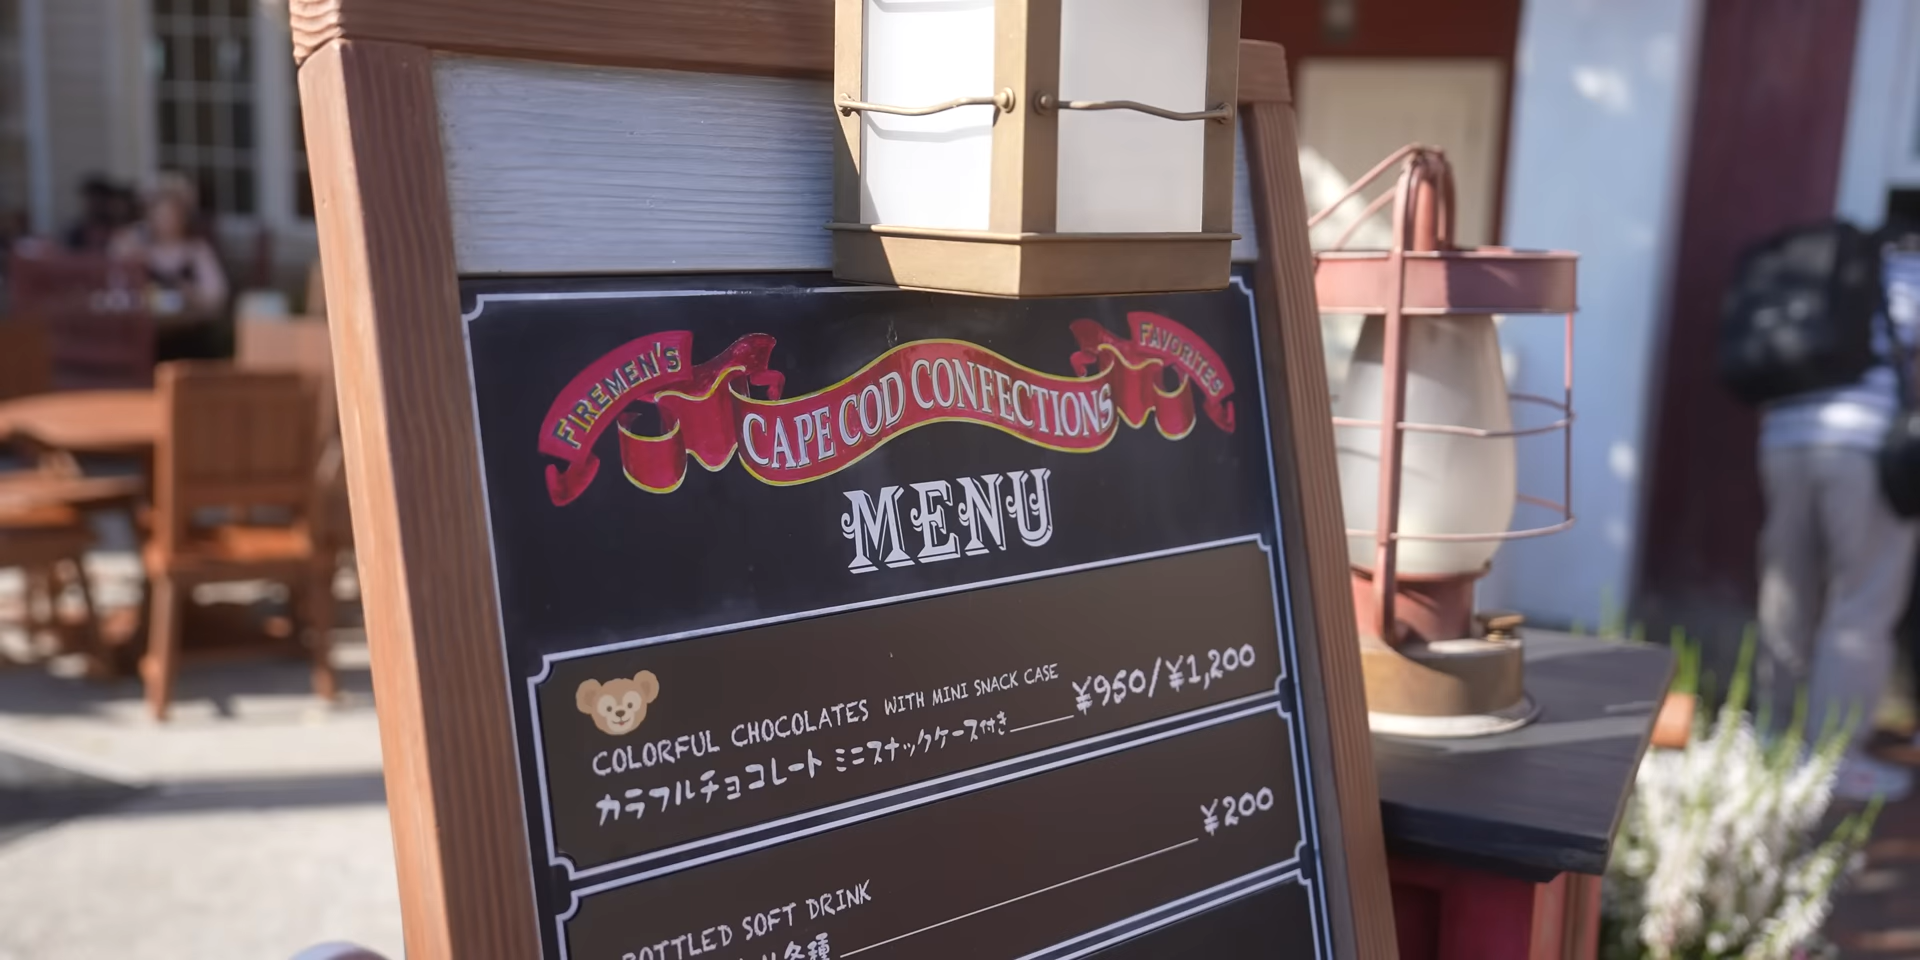 FIREMEN'S
CAPE COD CONFECTIONS
FAVORITES
MENU
COLORFUL CHOCOLATES WITH MINI SNACK CASE ¥950/¥1,200
カラフルチョコレート ミニスナックケース付き
¥200
BOTTLED SOFT DRINK
各種